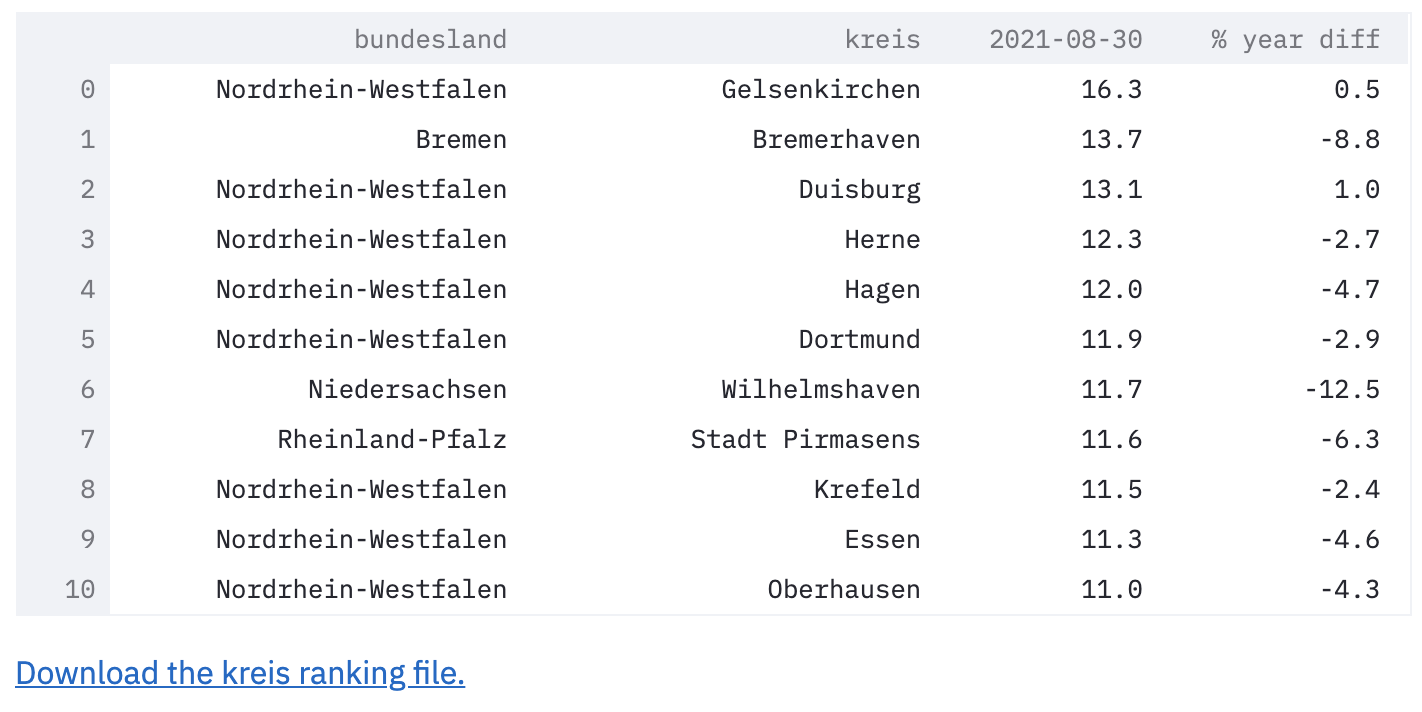 bundesland kreis 2021-08-30 % year diff
0 Nordrhein-Westfalen Gelsenkirchen 16.3 0.5
1 Bremen Bremerhaven 13.7 -8.8
2 Nordrhein-Westfalen Duisburg 13.1 1.0
3 Nordrhein-Westfalen Herne 12.3 -2.7
4 Nordrhein-Westfalen Hagen 12.0 -4.7
5 Nordrhein-Westfalen Dortmund 11.9 -2.9
6 Niedersachsen Wilhelmshaven 11.7 -12.5
7 Rheinland-Pfalz Stadt Pirmasens 11.6 -6.3
8 Nordrhein-Westfalen Krefeld 11.5 -2.4
9 Nordrhein-Westfalen Essen 11.3 -4.6
10 Nordrhein-Westfalen Oberhausen 11.0 -4.3
Download the kreis ranking file.